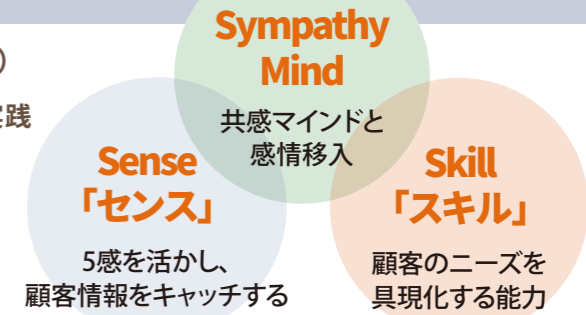 )
践
Sympathy
Mind
共感マインドと
感情移入
Sense
「センス」
5感を活かし、
顧客情報をキャッチする
Skill
「スキル」
顧客のニーズを
具現化する能力